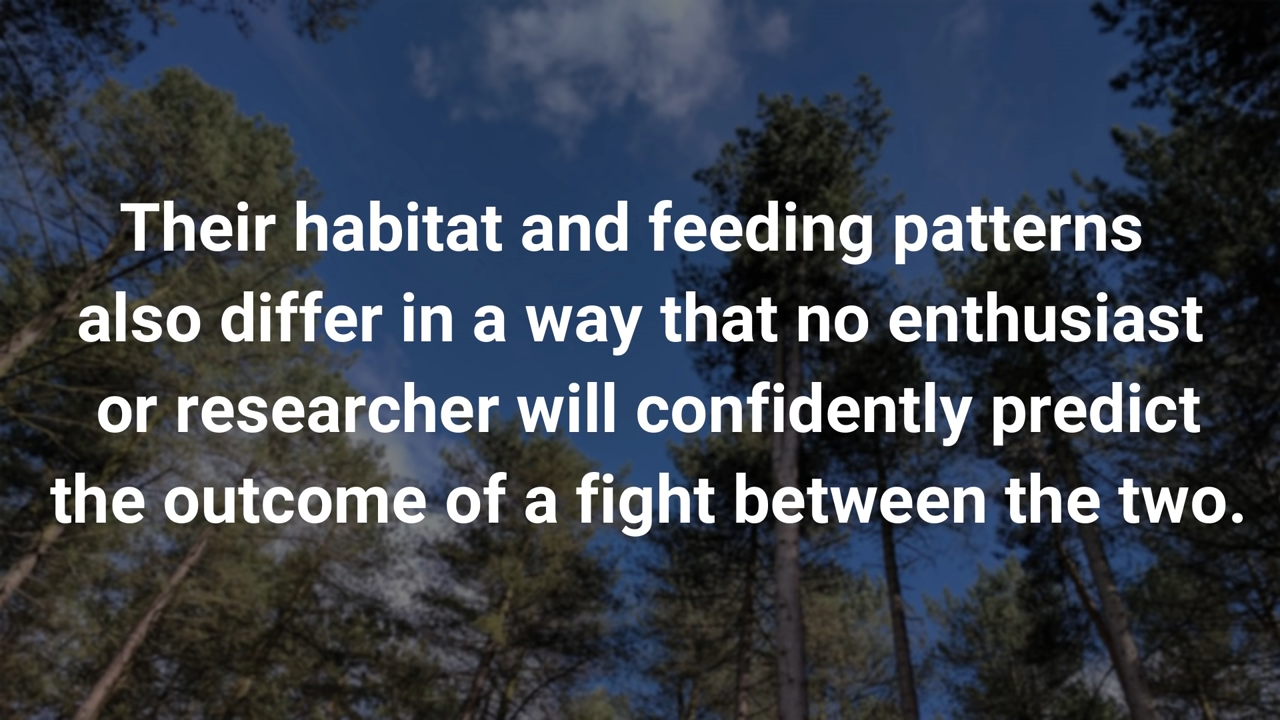 Their habitat and feeding patterns
also differ in a way that no enthusiast
or researcher will confidently predict
the outcome of a fight between the two.